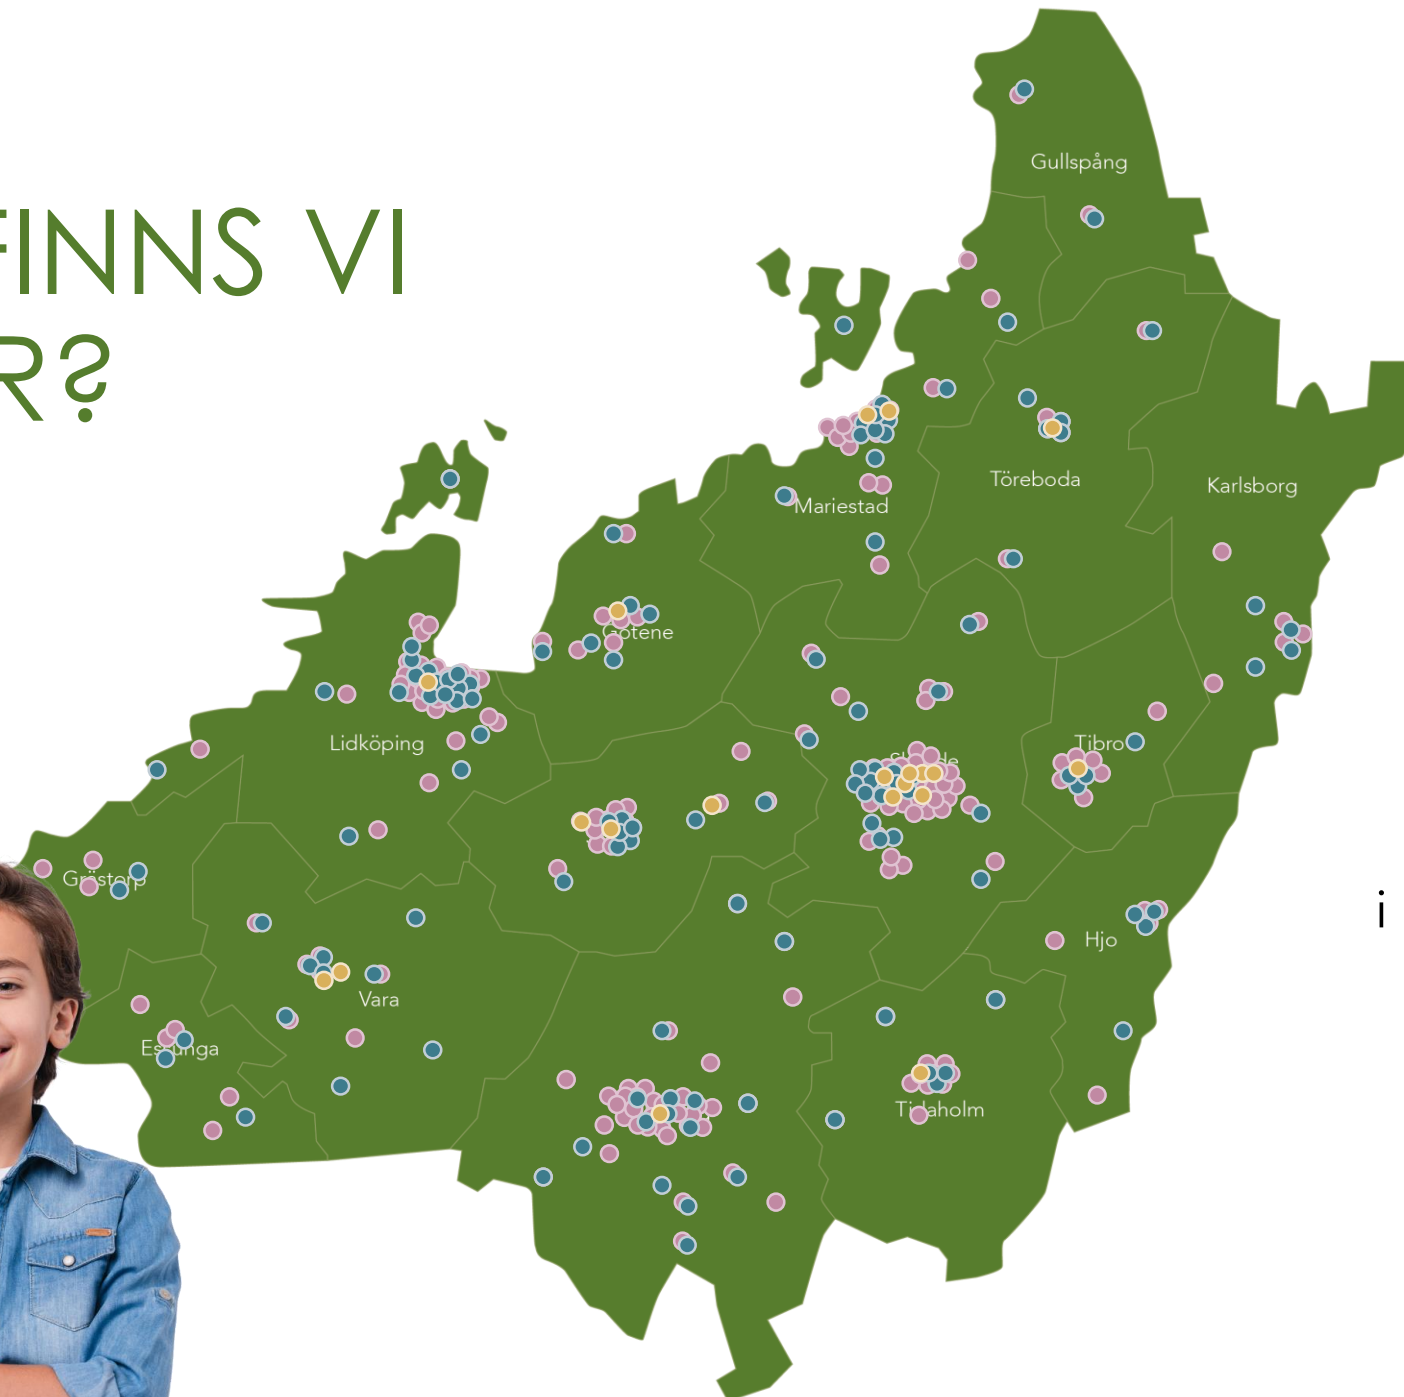 FINNS VI
R?
Gullspång
Töreboda
Karlsborg
Mariestad
Götene
Lidköping
Tibro
Grästorp
i
Hjo
Vara
Essunga
Tidaholm